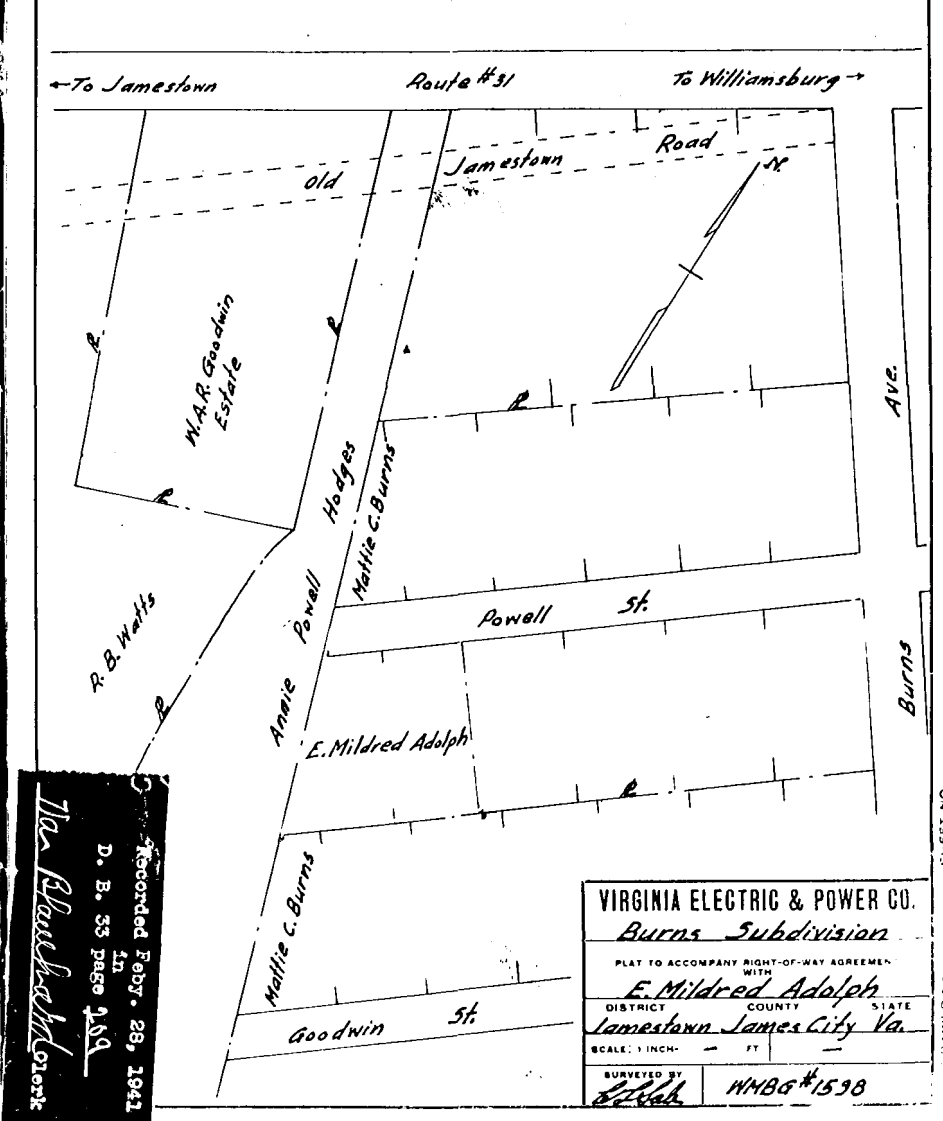 ←To Jamestown Route #31 To Williamsburg→
Old Jamestown Road
N.
R
R
W.A.R. Goodwin
Estate
R
R
Ave.
Hodges
Mattie C. Burns
Powell
Annie
Powell St.
R. B. Watts
R
Burns
E. Mildred Adolph
R
Mattie C. Burns
Goodwin St.
Recorded Feby. 28, 1941
in
D. B. 33 page
Clerk
VIRGINIA ELECTRIC & POWER CO.
Burns Subdivision
PLAT TO ACCOMPANY RIGHT-OF-WAY AGREEMEN
WITH
E. Mildred Adolph
DISTRICT COUNTY STATE
Jamestown James City Va.
SCALE: 1 INCH- — FT —
SURVEYED BY
WMBG #1598